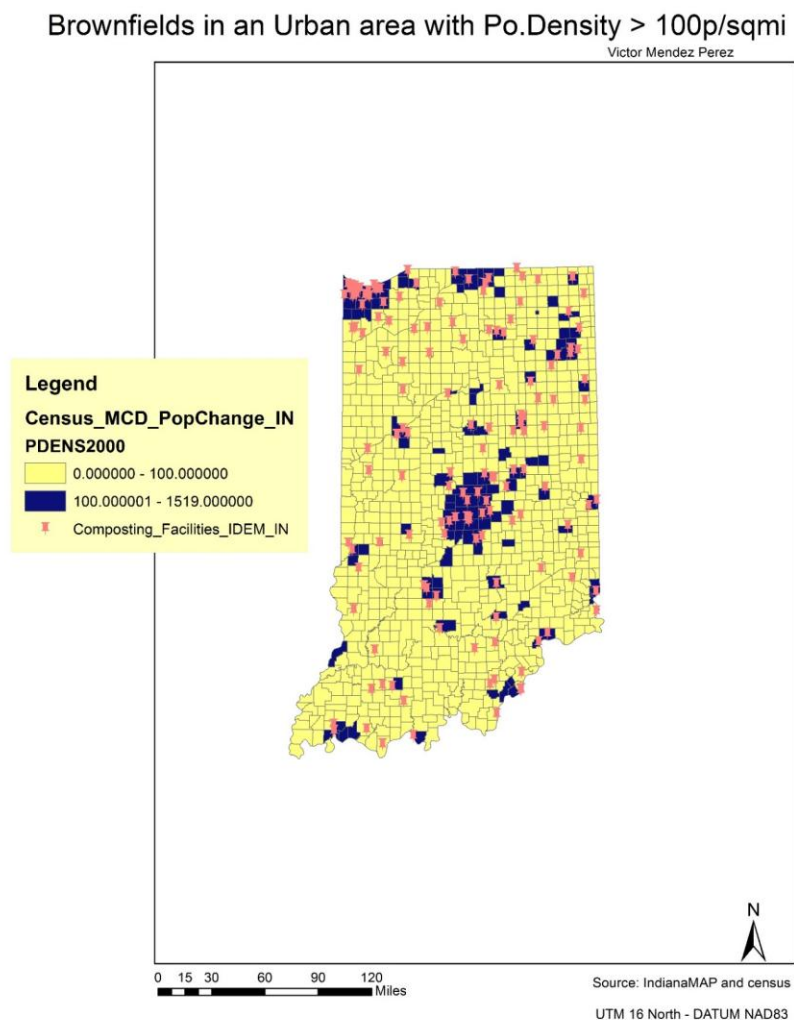 Brownfields in an Urban area with Po.Density > 100p/sqmi
Victor Mendez Perez
Legend
Census_MCD_PopChange_IN
PDENS2000
0.000000 - 100.000000
100.000001 - 1519.000000
Composting_Facilities_IDEM_IN
N
0 15 30 60 90 120
Miles
Source: IndianaMAP and census
UTM 16 North - DATUM NAD83